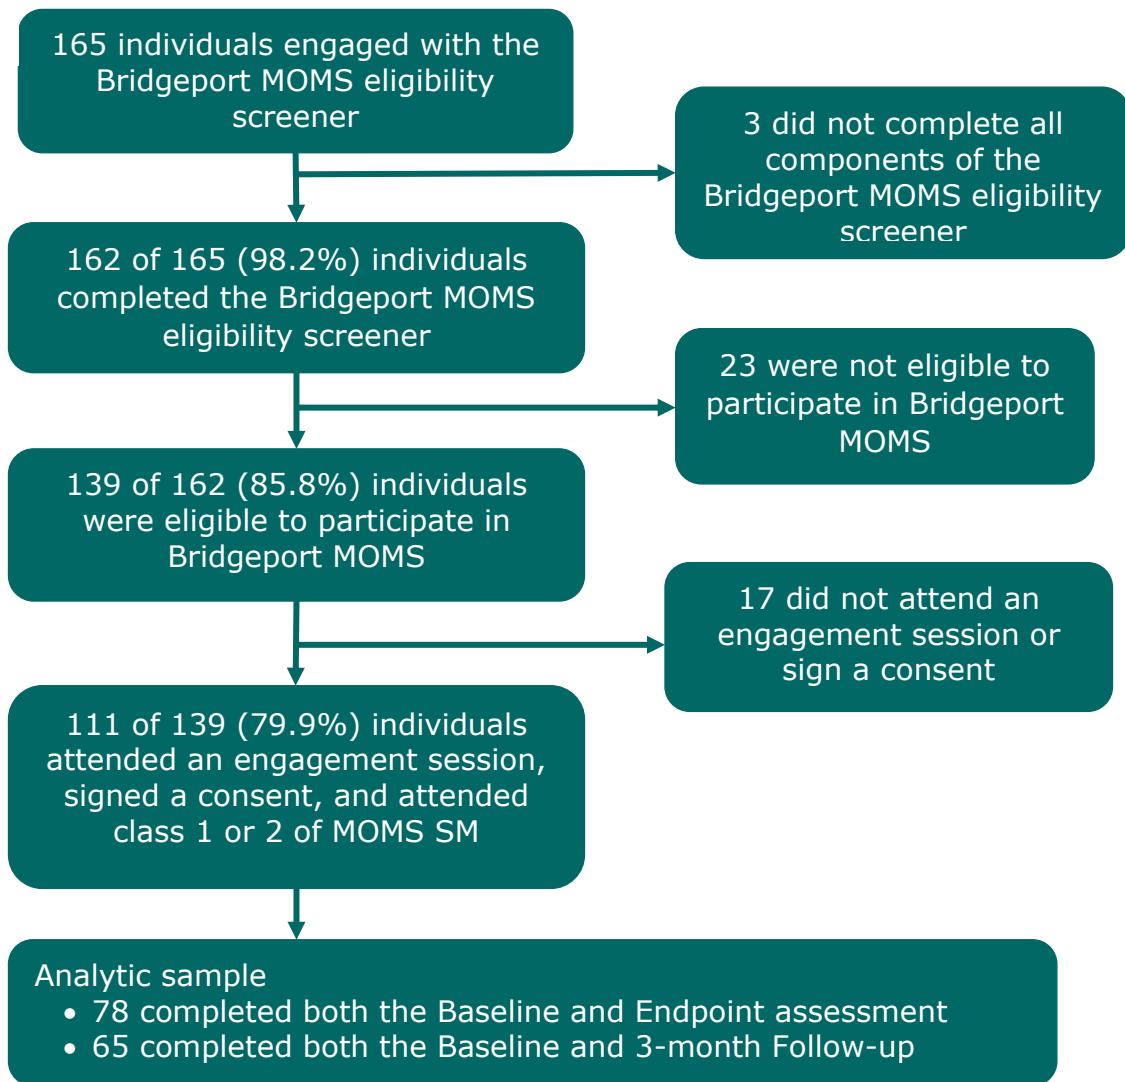 165 individuals engaged with the
Bridgeport MOMS eligibility
screener
3 did not complete all
components of the
Bridgeport MOMS eligibility
screener
162 of 165 (98.2%) individuals
completed the Bridgeport MOMS
eligibility screener
23 were not eligible to
participate in Bridgeport
MOMS
139 of 162 (85.8%) individuals
were eligible to participate in
Bridgeport MOMS
17 did not attend an
engagement session or
sign a consent
111 of 139 (79.9%) individuals
attended an engagement session,
signed a consent, and attended
class 1 or 2 of MOMS SM
Analytic sample
• 78 completed both the Baseline and Endpoint assessment
• 65 completed both the Baseline and 3-month Follow-up